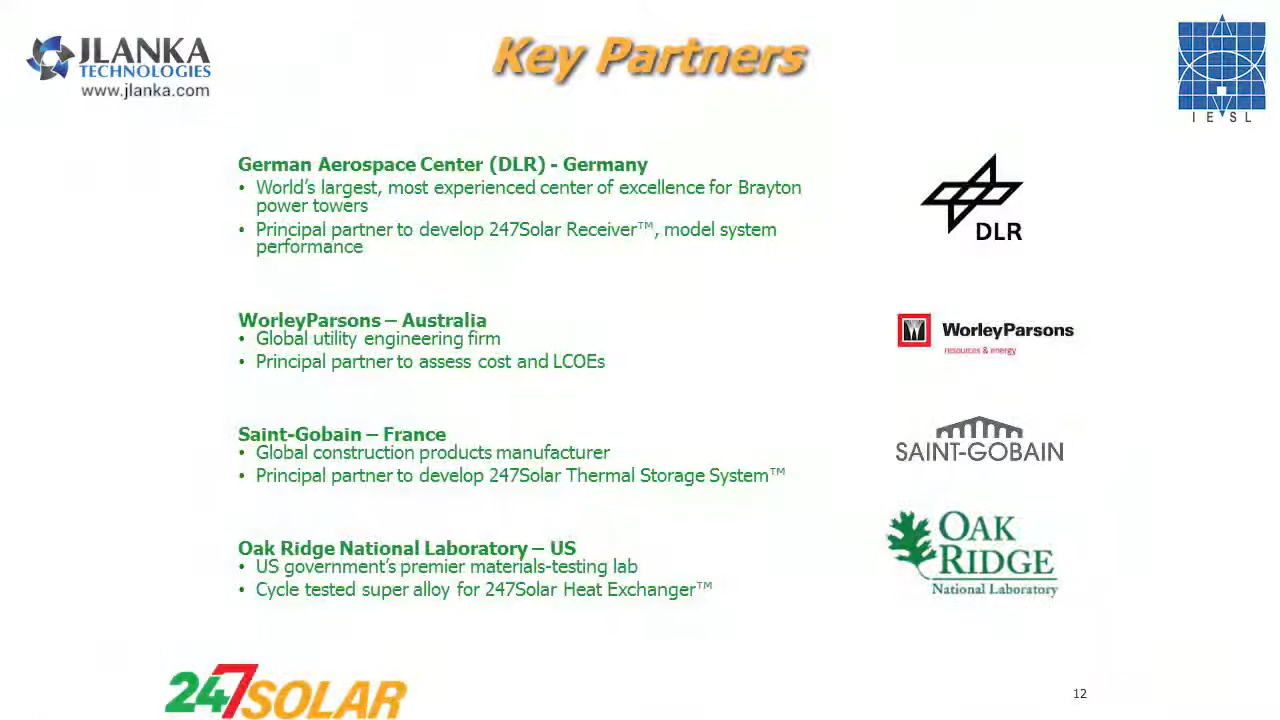 JLANKA
TECHNOLOGIES
www.jlanka.com
Key Partners
IESL
German Aerospace Center (DLR) - Germany
• World's largest, most experienced center of excellence for Brayton
power towers
• Principal partner to develop 247Solar Receiver™, model system
performance
DLR
WorleyParsons – Australia
• Global utility engineering firm
• Principal partner to assess cost and LCOEs
WorleyParsons
resources & energy
Saint-Gobain – France
• Global construction products manufacturer
• Principal partner to develop 247Solar Thermal Storage System™
SAINT-GOBAIN
Oak Ridge National Laboratory – US
• US government's premier materials-testing lab
• Cycle tested super alloy for 247Solar Heat Exchanger™
OAK
RIDGE
National Laboratory
247SOLAR
12